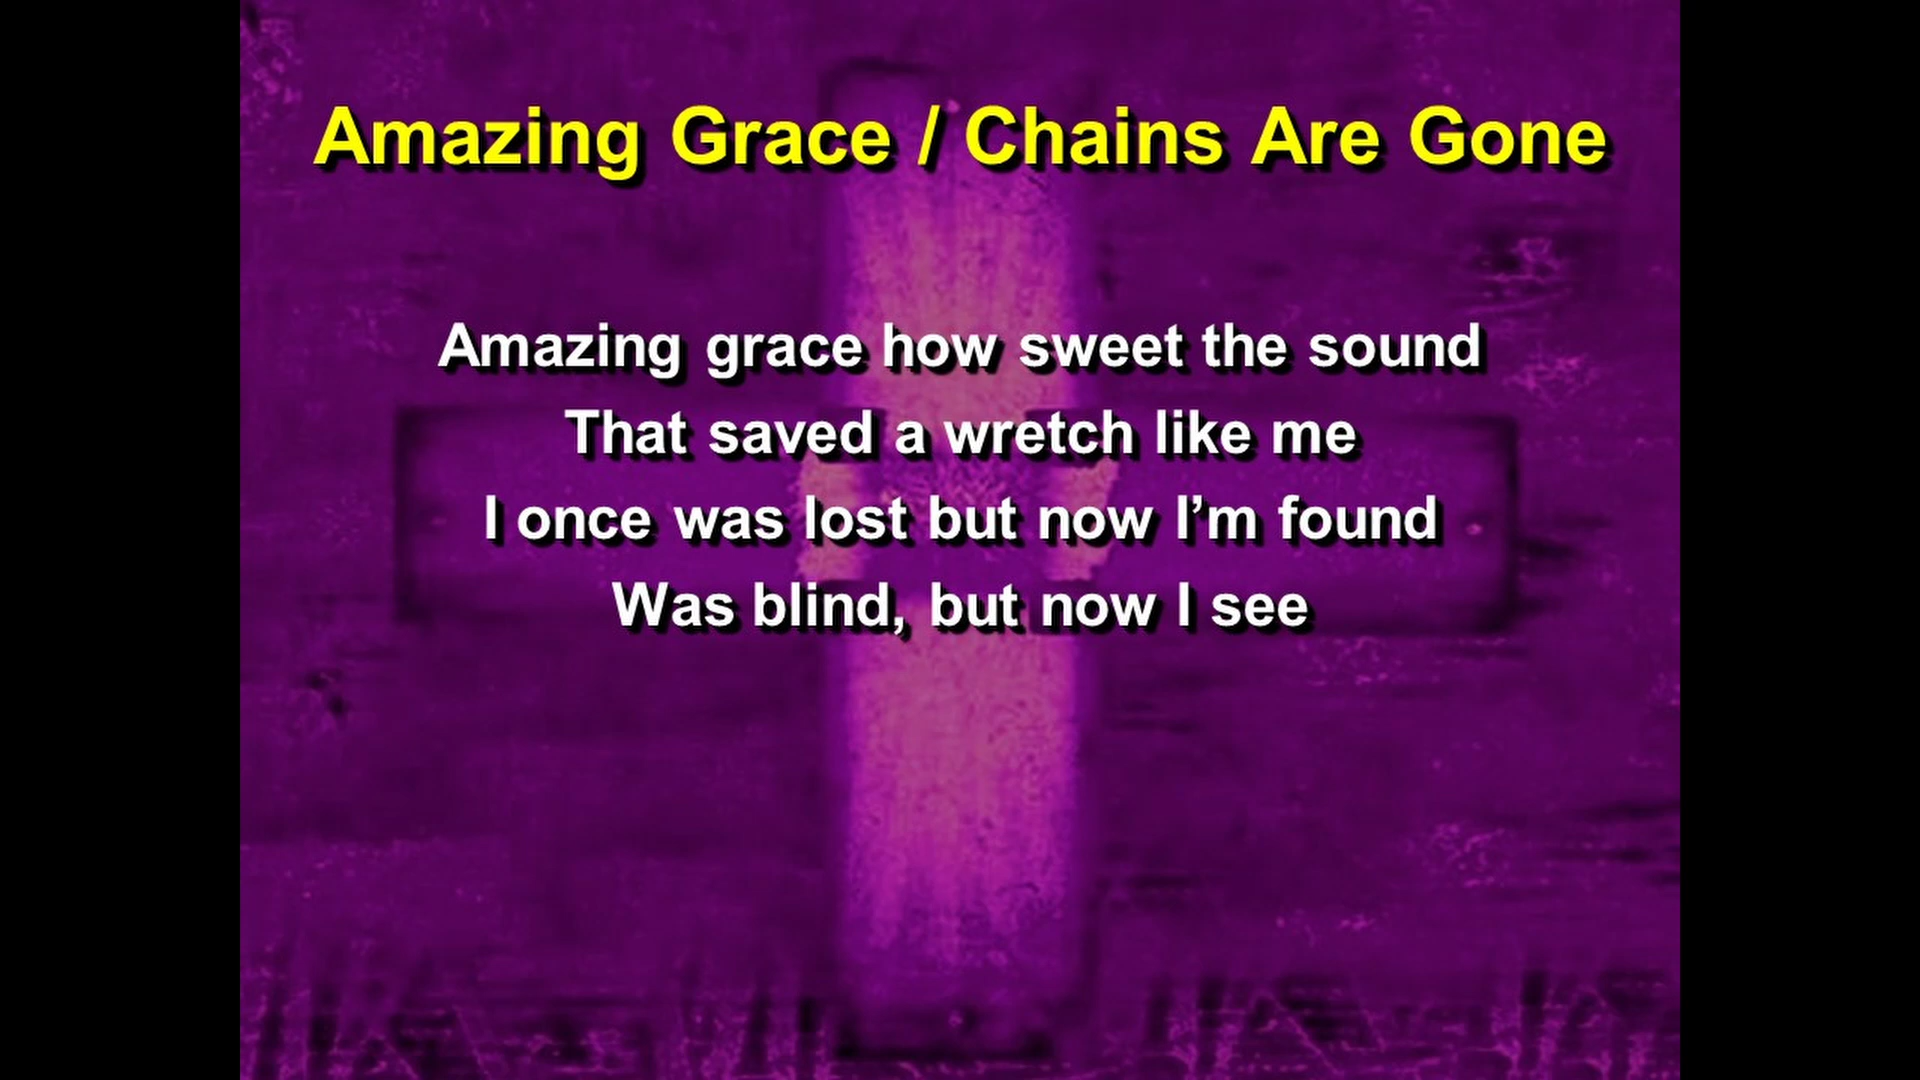 Amazing Grace / Chains Are Gone
Amazing grace how sweet the sound
That saved a wretch like me
I once was lost but now I’m found
Was blind, but now I see